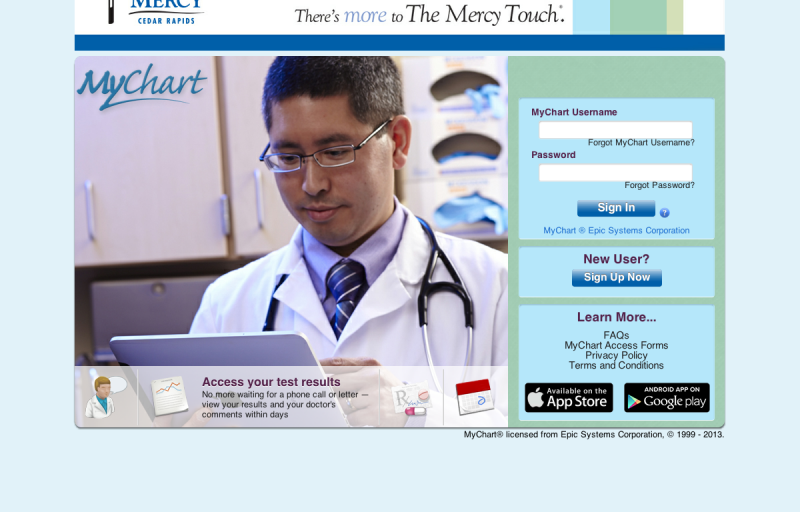 MERCY
CEDAR RAPIDS
There's more to The Mercy Touch.®
MyChart
MyChart Username
Forgot MyChart Username?
Password
Forgot Password?
Sign In
?
MyChart ® Epic Systems Corporation
New User?
Sign Up Now
Learn More...
FAQs
MyChart Access Forms
Privacy Policy
Terms and Conditions
Available on the
App Store
ANDROID APP ON
Google play
Access your test results
No more waiting for a phone call or letter —
view your results and your doctor's
comments within days
Rx
MyChart® licensed from Epic Systems Corporation, © 1999 - 2013.